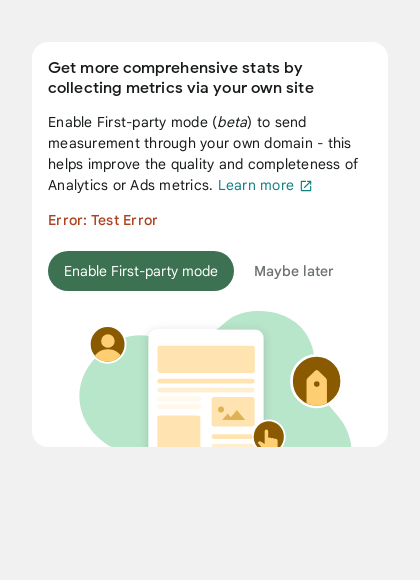 Get more comprehensive stats by
collecting metrics via your own site
Enable First-party mode (beta) to send
measurement through your own domain - this
helps improve the quality and completeness of
Analytics or Ads metrics. Learn more
Error: Test Error
Enable First-party mode
Maybe later